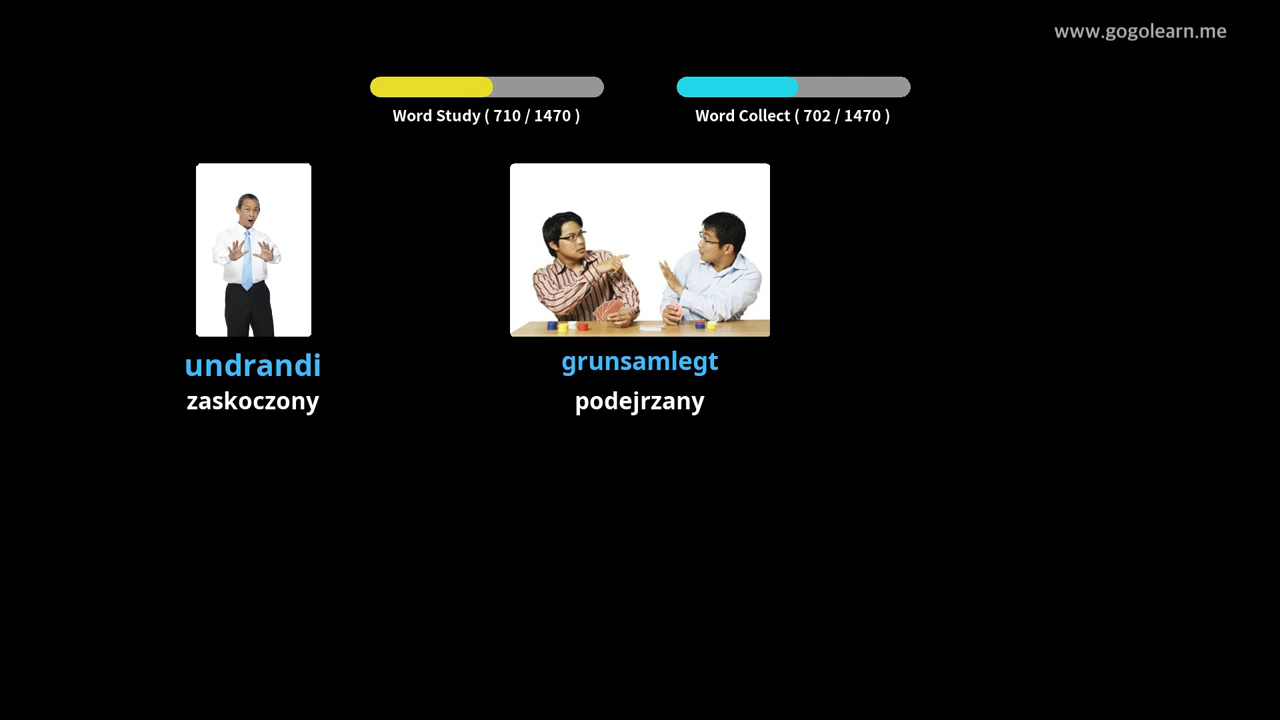 www.gogolearn.me
Word Study ( 710 / 1470 )
Word Collect ( 702 / 1470 )
undrandi
zaskoczony
grunsamlegt
podejrzany